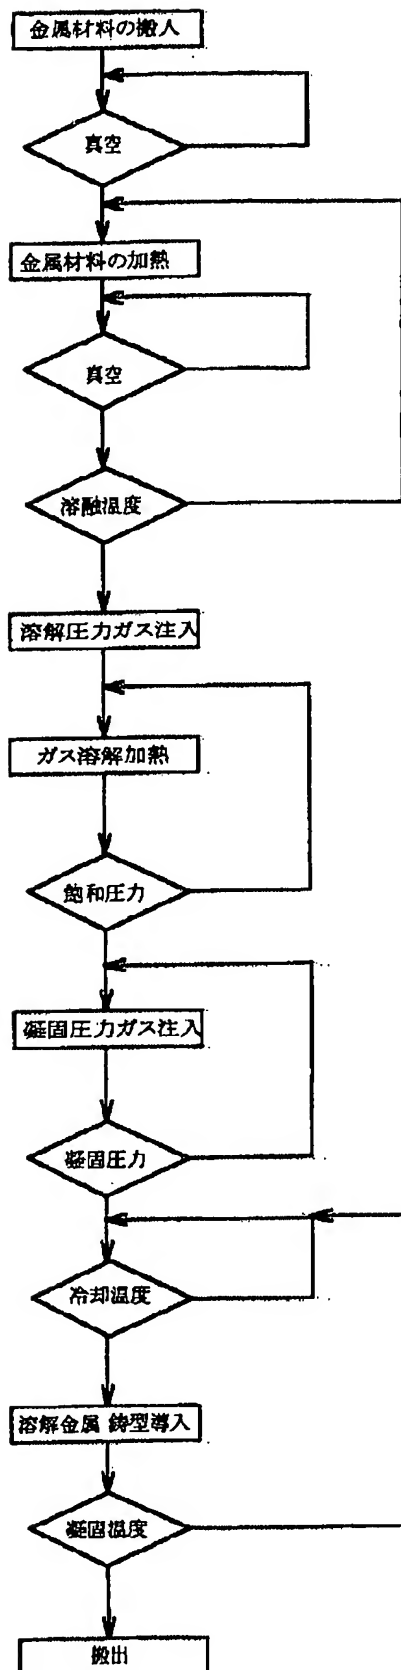 金属材料の搬入
真空
金属材料の加熱
真空
溶融温度
溶解圧力ガス注入
ガス溶解加熱
飽和圧力
凝固圧力ガス注入
凝固圧力
冷却温度
溶解金属 鋳型導入
凝固温度
搬出